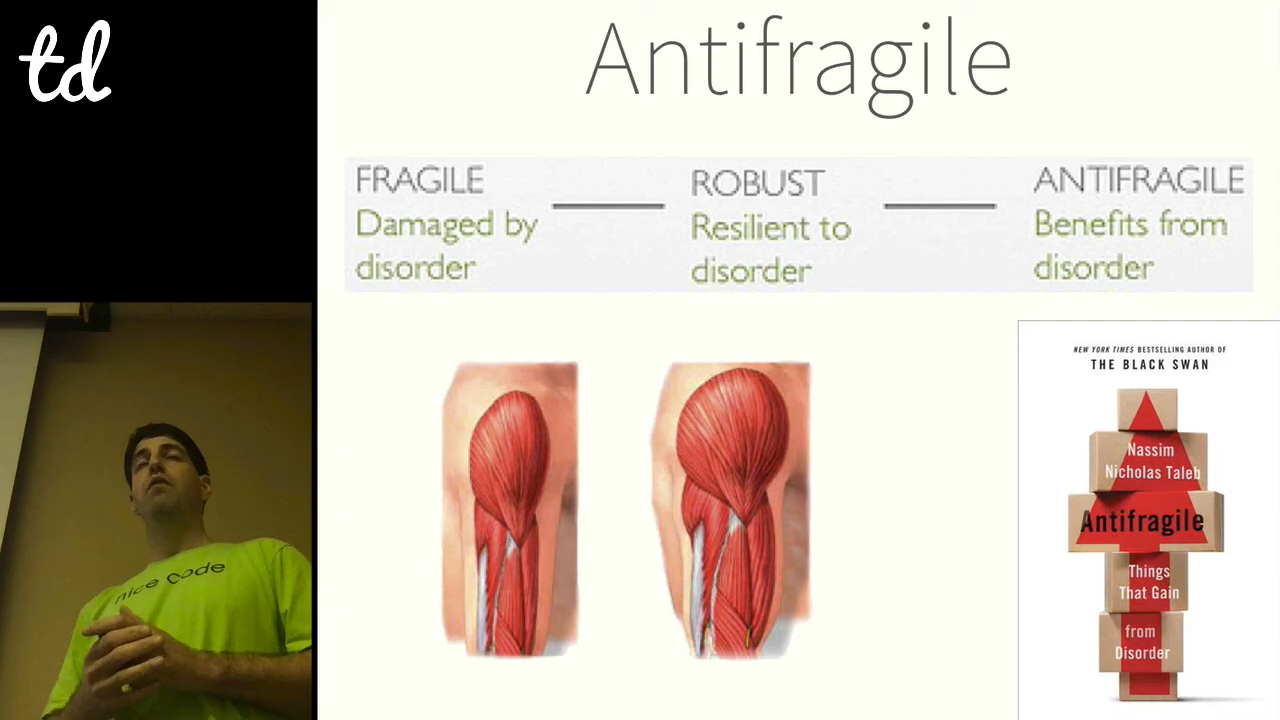 td
Antifragile
FRAGILE
Damaged by
disorder
ROBUST
Resilient to
disorder
ANTIFRAGILE
Benefits from
disorder
NEW YORK TIMES BESTSELLING AUTHOR OF
THE BLACK SWAN
Nassim
Nicholas Taleb
Antifragile
Things
That Gain
from
Disorder
nice code